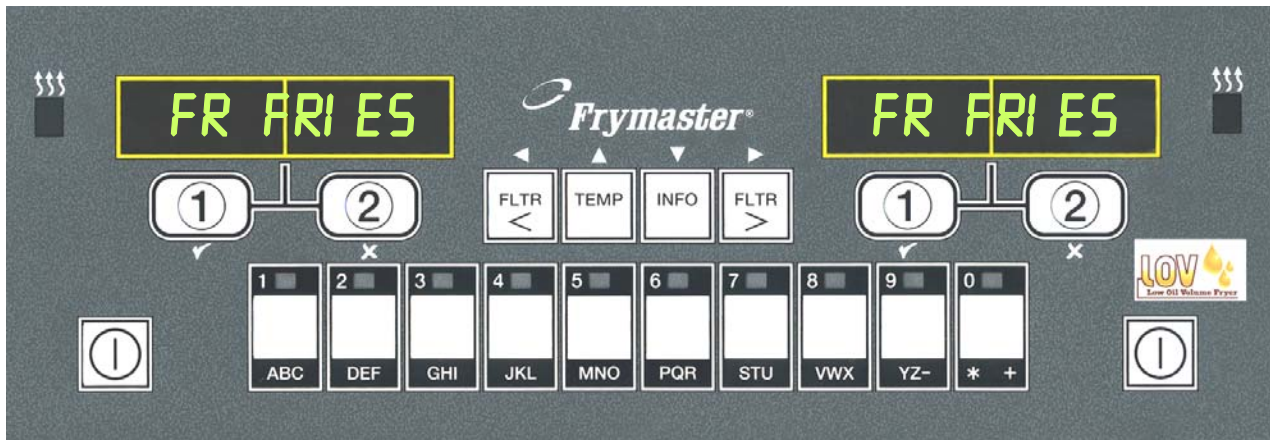 FR FRIES
Frymaster®
FR FRIES
1 2
FLTR < TEMP INFO FLTR >
1 2
LOV
Low Oil Volume Fryer
1 2 3 4 5 6 7 8 9 0
ABC DEF GHI JKL MNO PQR STU VWX YZ- * +